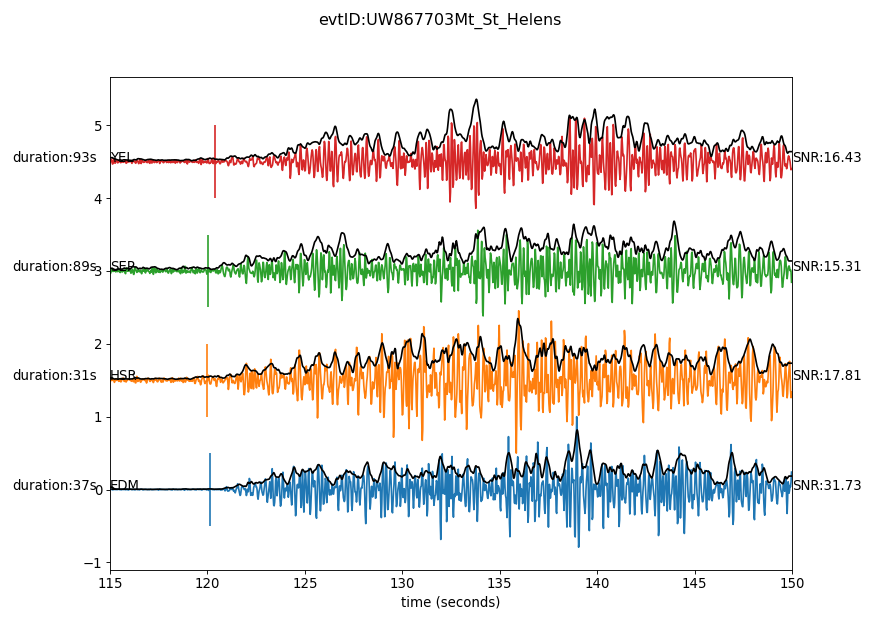 evtID:UW867703Mt_St_Helens
5
duration:93s YEL SNR:16.43
4
duration:89s SEP SNR:15.31
3
2
duration:31s HSR SNR:17.81
1
duration:37s EDM SNR:31.73
0
−1
115 120 125 130 135 140 145 150
time (seconds)